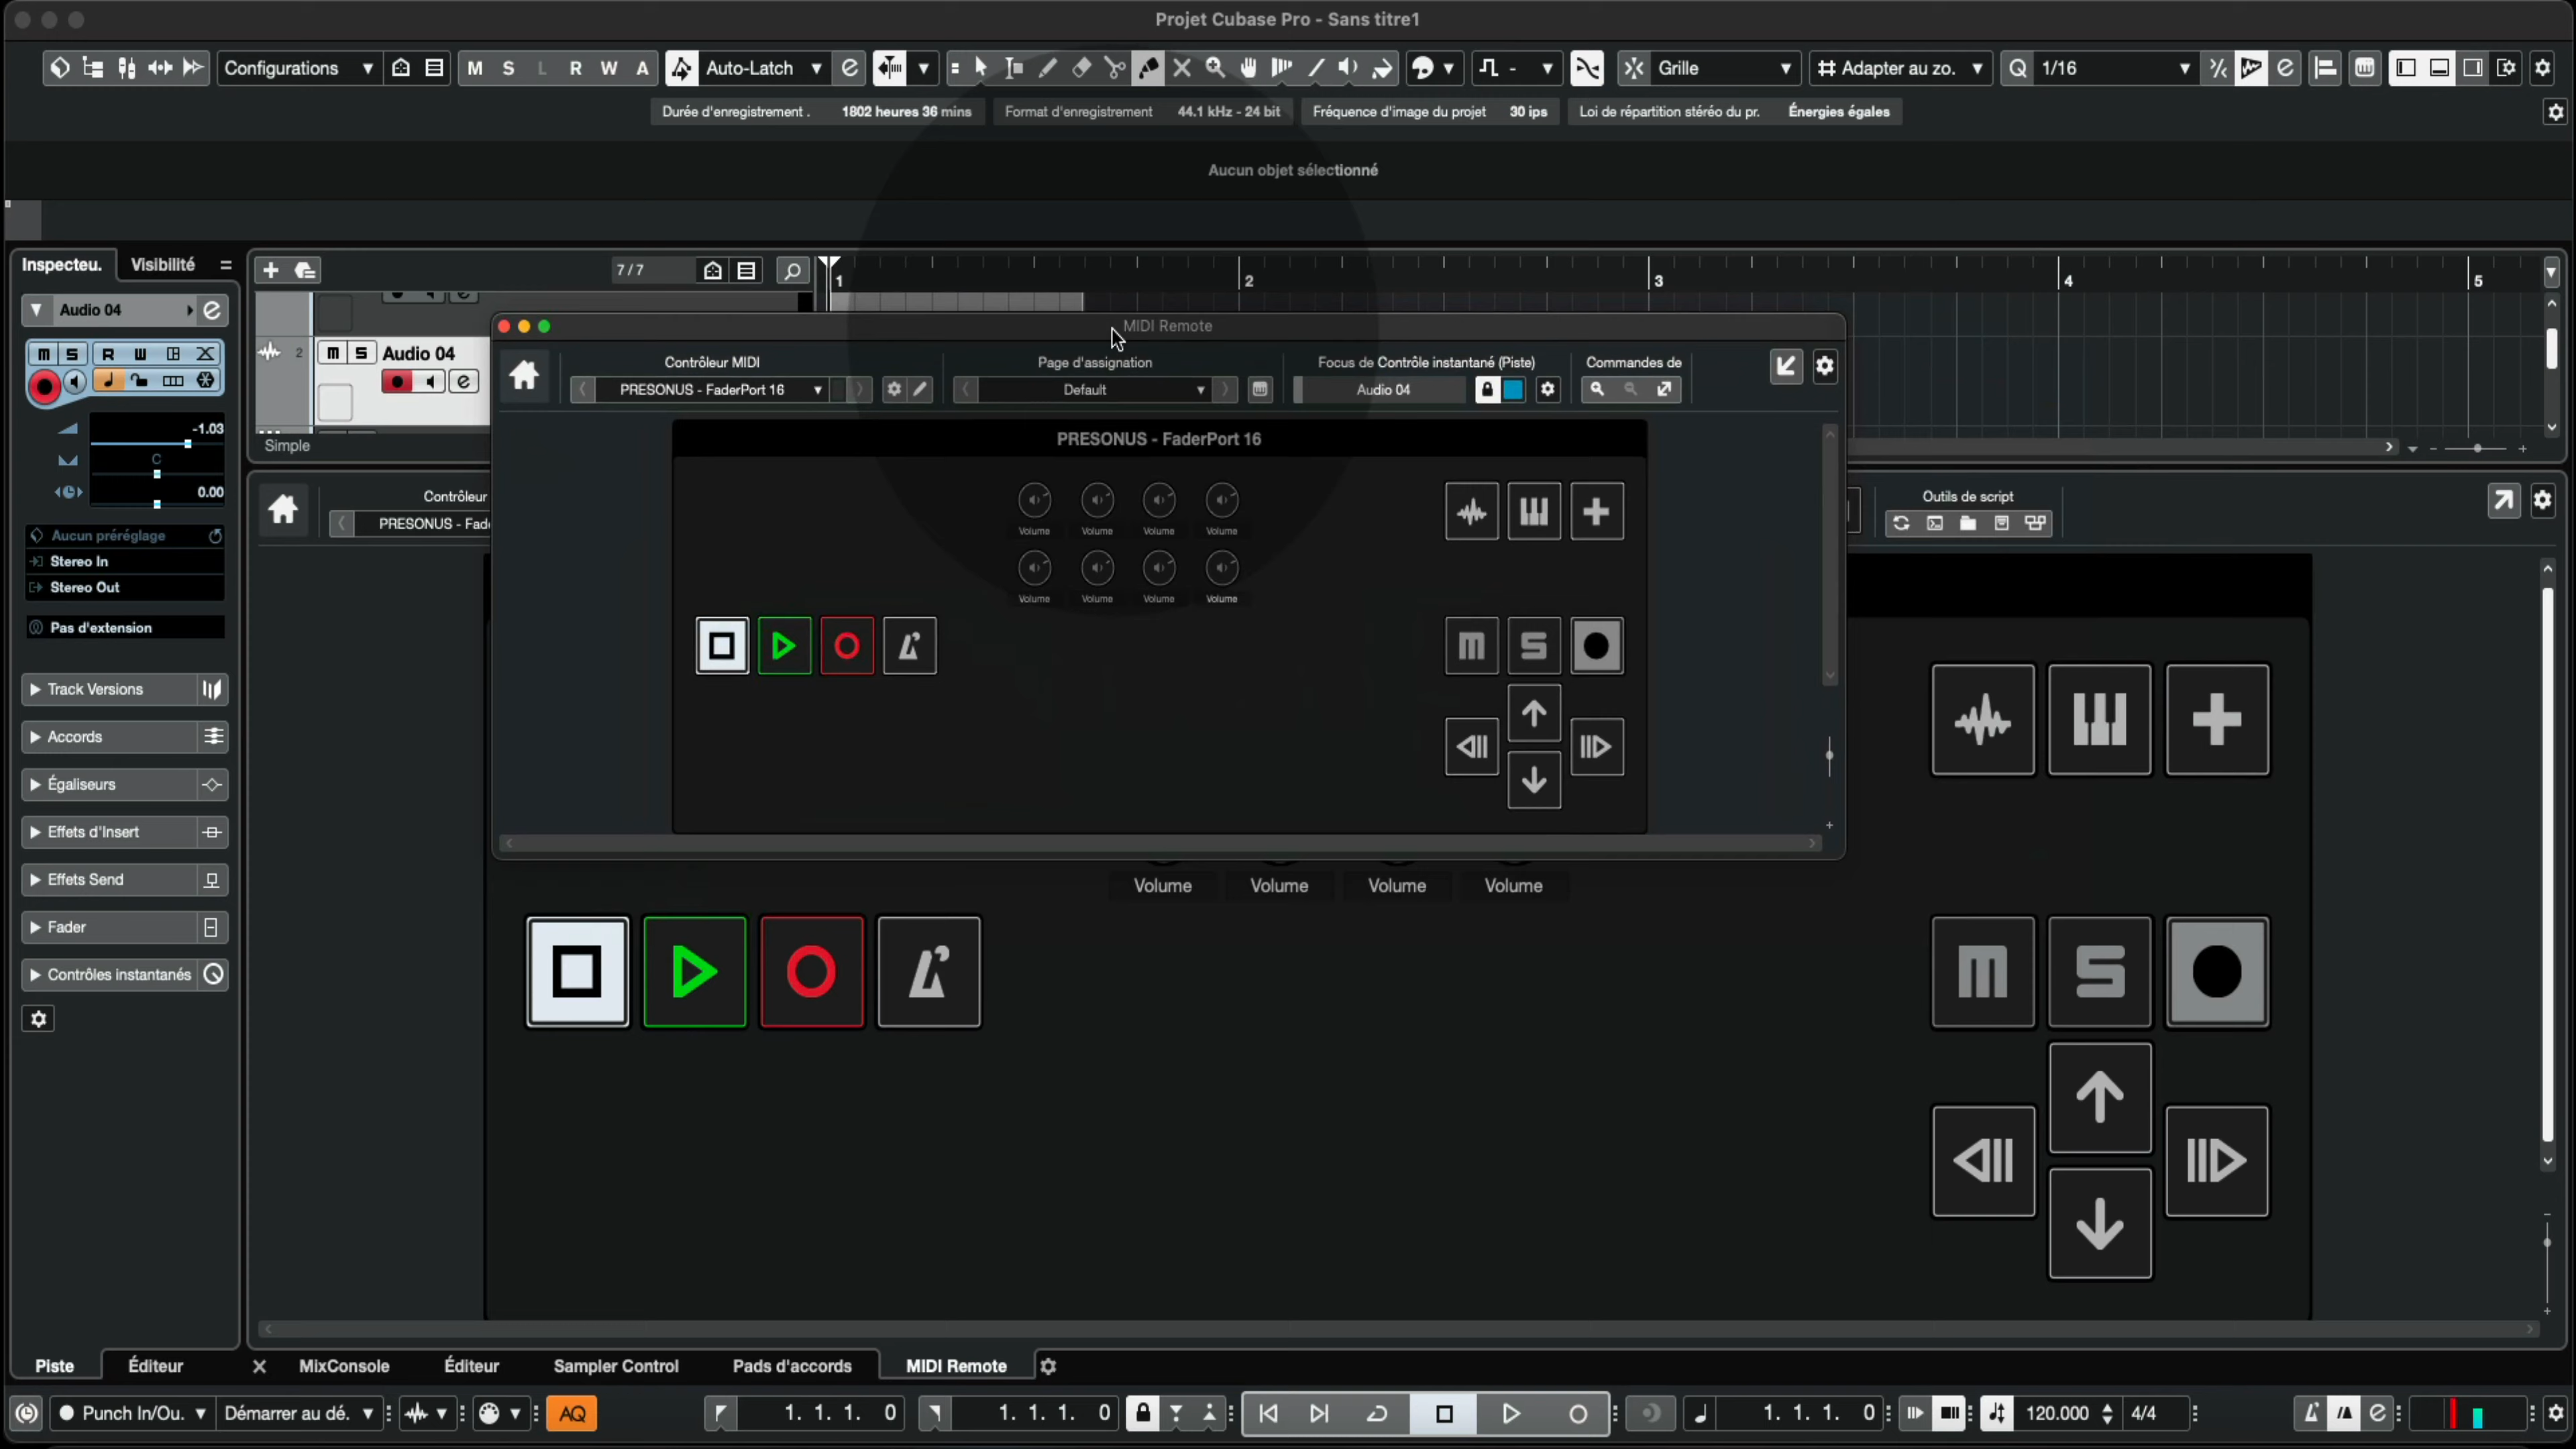 Projet Cubase Pro - Sans titre1
Configurations
M S L R W A
Auto-Latch
Grille
Adapter au zo.
Q 1/16
Durée d'enregistrement . 1802 heures 36 mins
Format d'enregistrement 44.1 kHz - 24 bit
Fréquence d'image du projet 30 ips
Loi de répartition stéréo du pr. Énergies égales
Aucun objet sélectionné
Inspecteu. Visibilité
7/7
1 2 3 4 5
Audio 04
M S R W
-1.03
C
0.00
Aucun préréglage
Stereo In
Stereo Out
Pas d'extension
Track Versions
Accords
Égaliseurs
Effets d'Insert
Effets Send
Fader
Contrôles instantanés
2 M S Audio 04
Simple
MIDI Remote
Contrôleur MIDI
PRESONUS - FaderPort 16
Page d'assignation
Default
Focus de Contrôle instantané (Piste)
Audio 04
Commandes de
PRESONUS - FaderPort 16
Volume Volume Volume Volume
Volume Volume Volume Volume
M S
Contrôleur
PRESONUS - Fade
Outils de script
Volume Volume Volume Volume
M S
Piste Éditeur
MixConsole Éditeur Sampler Control Pads d'accords MIDI Remote
Punch In/Ou.
Démarrer au dé.
AQ
1. 1. 1. 0
1. 1. 1. 0
1. 1. 1. 0
120.000
4/4